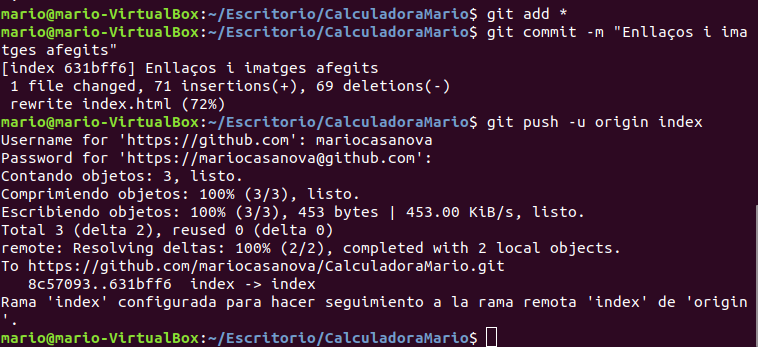 mario@mario-VirtualBox:~/Escritorio/CalculadoraMario$ git add *
mario@mario-VirtualBox:~/Escritorio/CalculadoraMario$ git commit -m "Enllaços i ima
tges afegits"
[index 631bff6] Enllaços i imatges afegits
 1 file changed, 71 insertions(+), 69 deletions(-)
 rewrite index.html (72%)
mario@mario-VirtualBox:~/Escritorio/CalculadoraMario$ git push -u origin index
Username for 'https://github.com': mariocasanova
Password for 'https://mariocasanova@github.com':
Contando objetos: 3, listo.
Comprimiendo objetos: 100% (3/3), listo.
Escribiendo objetos: 100% (3/3), 453 bytes | 453.00 KiB/s, listo.
Total 3 (delta 2), reused 0 (delta 0)
remote: Resolving deltas: 100% (2/2), completed with 2 local objects.
To https://github.com/mariocasanova/CalculadoraMario.git
   8c57093..631bff6  index -> index
Rama 'index' configurada para hacer seguimiento a la rama remota 'index' de 'origin
'.
mario@mario-VirtualBox:~/Escritorio/CalculadoraMario$